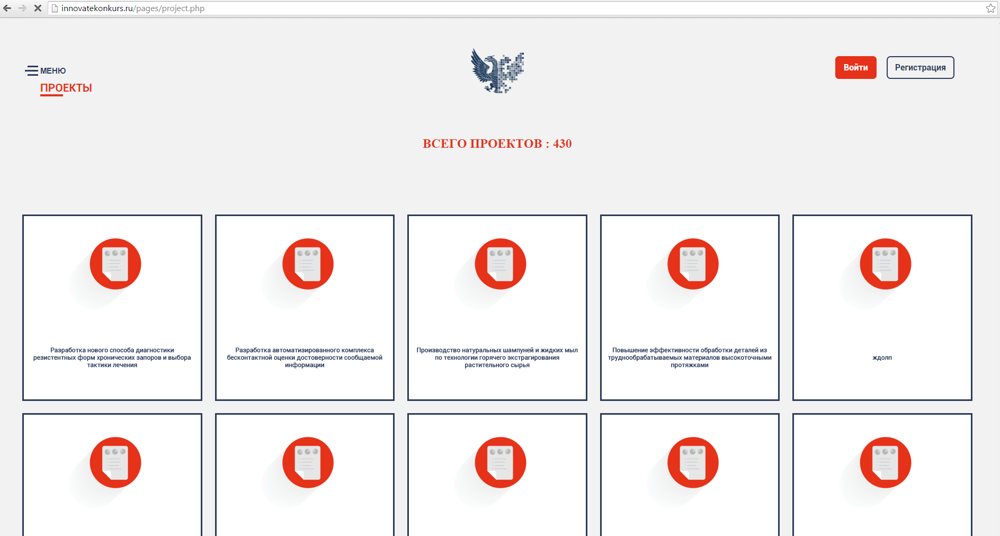 innovatekonkurs.ru/pages/project.php
МЕНЮ
ПРОЕКТЫ
Войти
Регистрация
ВСЕГО ПРОЕКТОВ : 430
Разработка нового способа диагностики
резистентных форм хронических запоров и выбора
тактики лечения
Разработка автоматизированного комплекса
бесконтактной оценки достоверности сообщаемой
информации
Производство натуральных шампуней и жидких мыл
по технологии горячего экстрагирования
растительного сырья
Повышение эффективности обработки деталей из
труднообрабатываемых материалов высокоточными
протяжками
ждолп